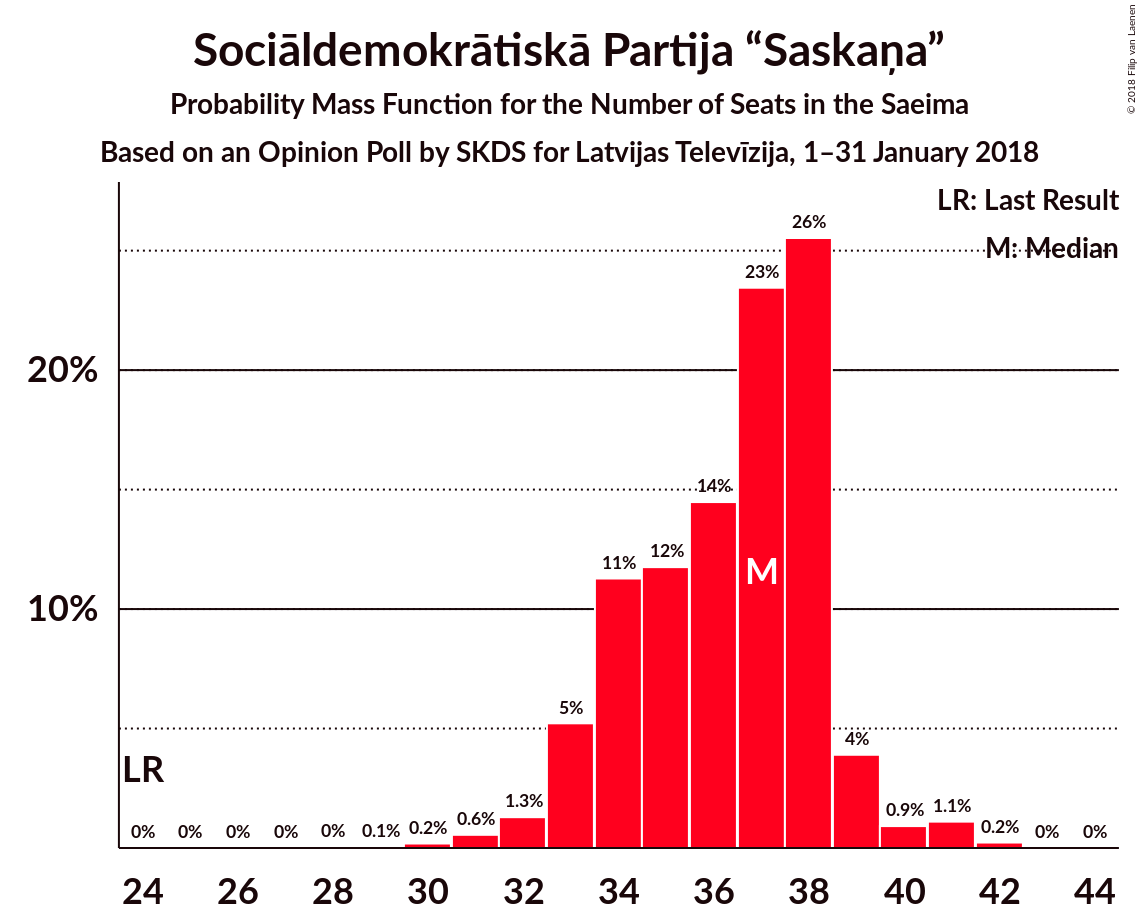 Sociāldemokrātiskā Partija “Saskaņa”
Probability Mass Function for the Number of Seats in the Saeima
Based on an Opinion Poll by SKDS for Latvijas Televīzija, 1–31 January 2018
© 2018 Filip van Laenen
LR: Last Result
M: Median
26%
23%
20%
14%
12%
11%
M
10%
5%
4%
LR
1.3%
1.1%
0.9%
0.6%
0% 0% 0% 0% 0% 0.1% 0.2% 0.2% 0% 0%
24 26 28 30 32 34 36 38 40 42 44